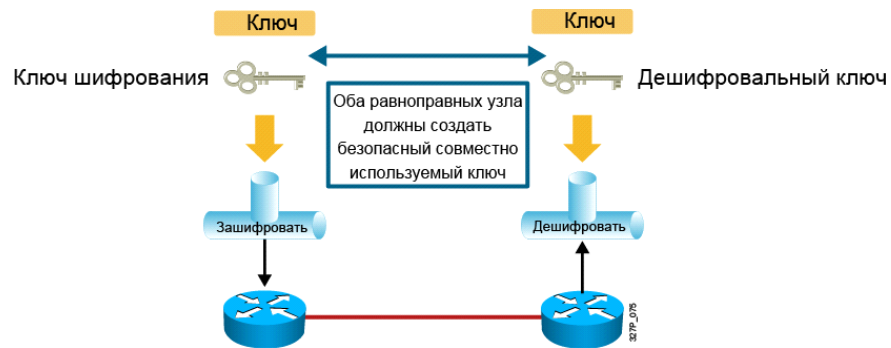 Ключ
Ключ
Ключ шифрования
Дешифровальный ключ
Оба равноправных узла
должны создать
безопасный совместно
используемый ключ
Зашифровать
Дешифровать
327P_075